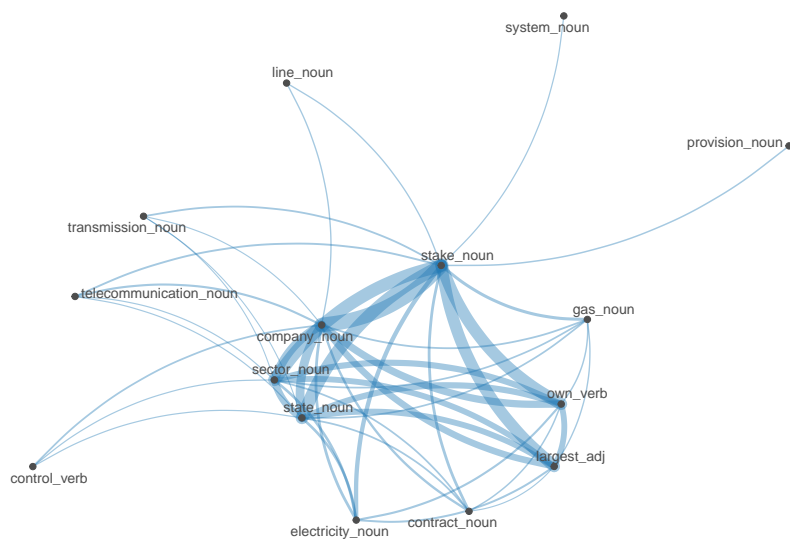 system_noun
line_noun
provision_noun
transmission_noun
stake_noun
telecommunication_noun
gas_noun
company_noun
sector_noun
own_verb
state_noun
largest_adj
control_verb
contract_noun
electricity_noun